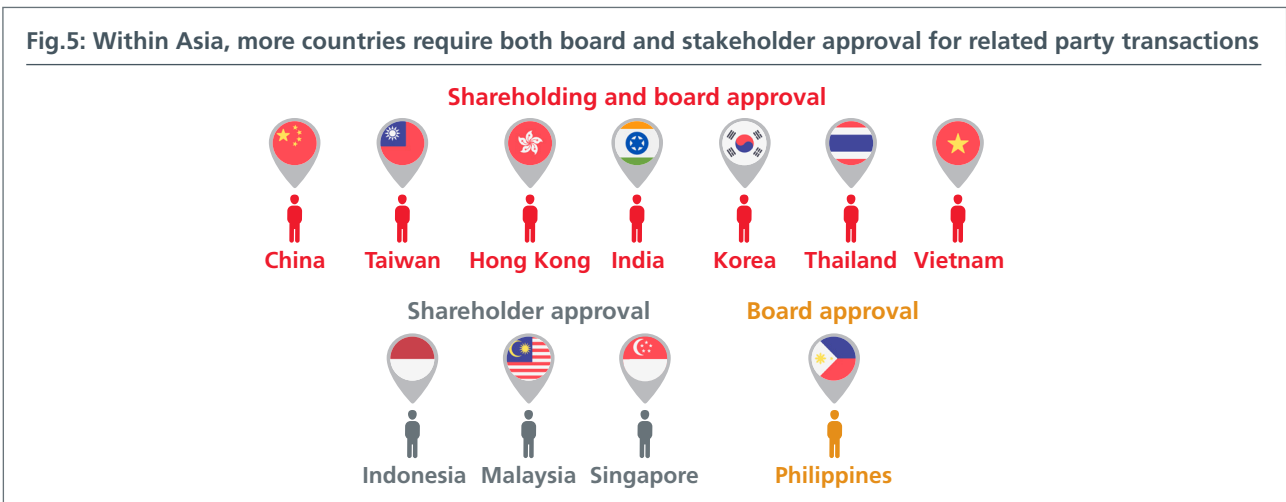 Fig.5: Within Asia, more countries require both board and stakeholder approval for related party transactions
Shareholding and board approval
China Taiwan Hong Kong India Korea Thailand Vietnam
Shareholder approval Board approval
Indonesia Malaysia Singapore Philippines